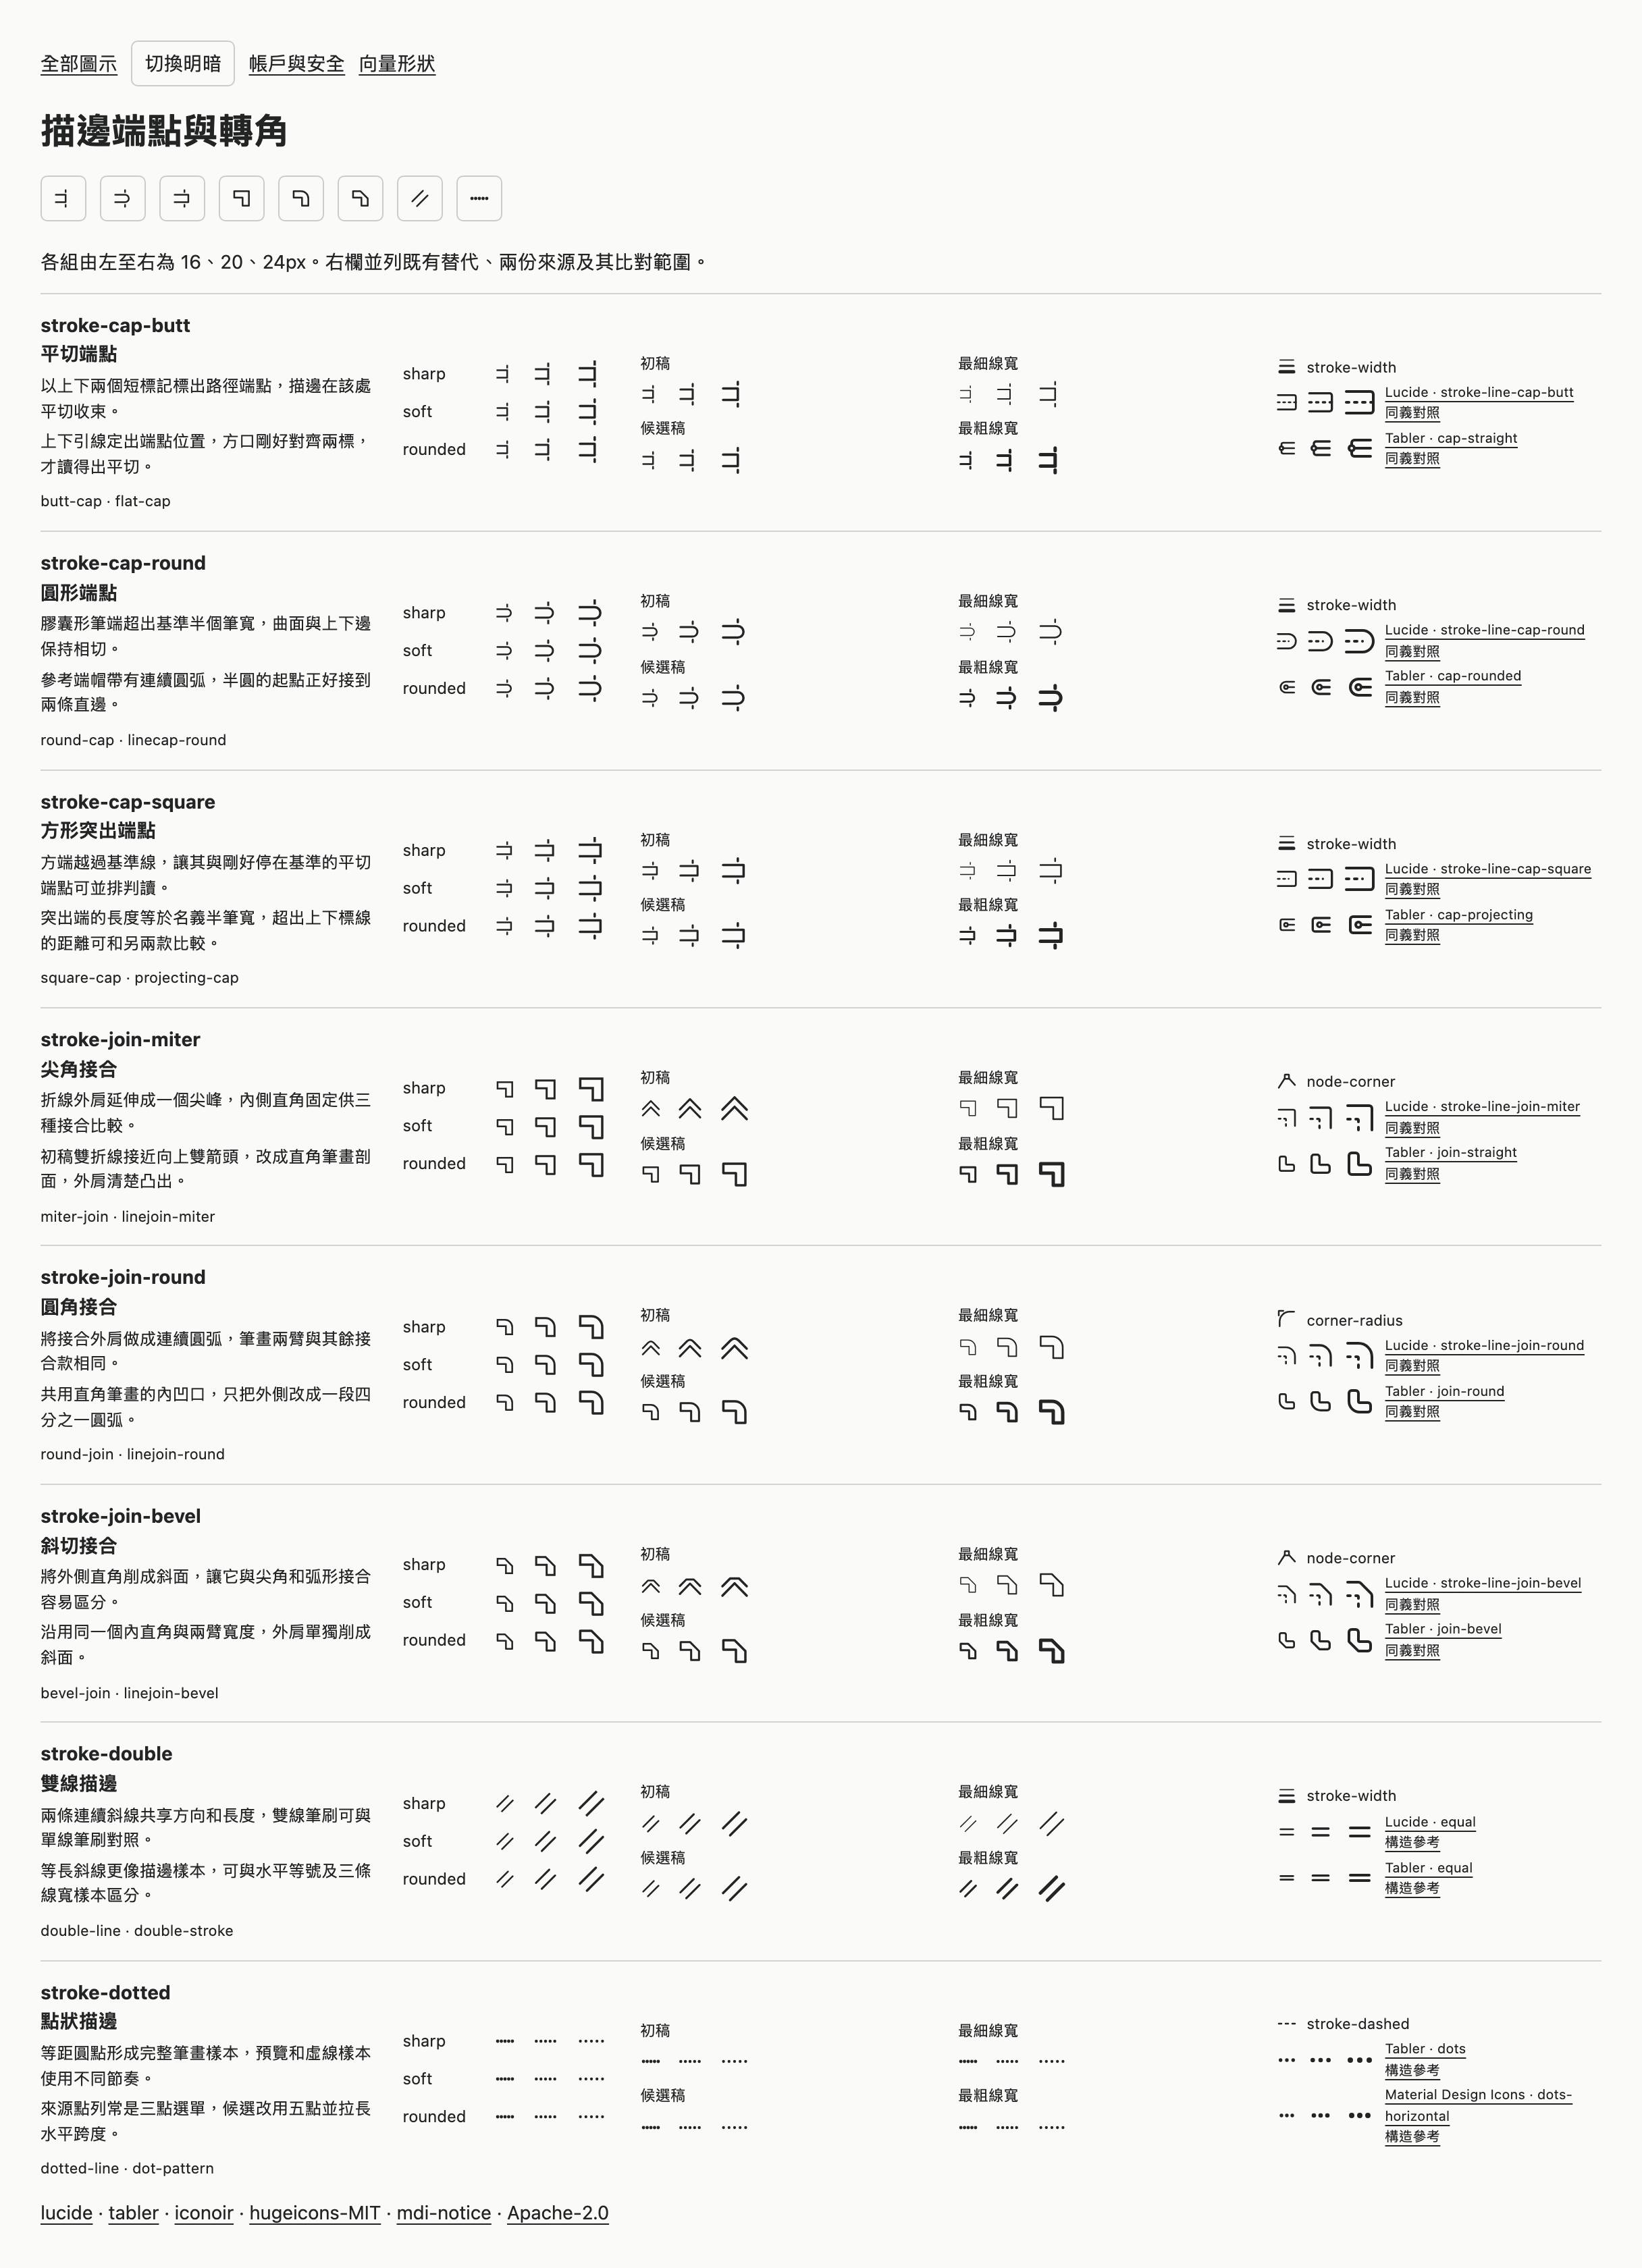 全部圖示 切換明暗 帳戶與安全 向量形狀
描邊端點與轉角
各組由左至右為 16、20、24px。右欄並列既有替代、兩份來源及其比對範圍。
stroke-cap-butt
平切端點
以上下兩個短標記標出路徑端點，描邊在該處
平切收束。
上下引線定出端點位置，方口剛好對齊兩標，
才讀得出平切。
butt-cap · flat-cap
sharp
soft
rounded
初稿
候選稿
最細線寬
最粗線寬
stroke-width
Lucide · stroke-line-cap-butt
同義對照
Tabler · cap-straight
同義對照
stroke-cap-round
圓形端點
膠囊形筆端超出基準半個筆寬，曲面與上下邊
保持相切。
參考端帽帶有連續圓弧，半圓的起點正好接到
兩條直邊。
round-cap · linecap-round
sharp
soft
rounded
初稿
候選稿
最細線寬
最粗線寬
stroke-width
Lucide · stroke-line-cap-round
同義對照
Tabler · cap-rounded
同義對照
stroke-cap-square
方形突出端點
方端越過基準線，讓其與剛好停在基準的平切
端點可並排判讀。
突出端的長度等於名義半筆寬，超出上下標線
的距離可和另兩款比較。
square-cap · projecting-cap
sharp
soft
rounded
初稿
候選稿
最細線寬
最粗線寬
stroke-width
Lucide · stroke-line-cap-square
同義對照
Tabler · cap-projecting
同義對照
stroke-join-miter
尖角接合
折線外肩延伸成一個尖峰，內側直角固定供三
種接合比較。
初稿雙折線接近向上雙箭頭，改成直角筆畫剖
面，外肩清楚凸出。
miter-join · linejoin-miter
sharp
soft
rounded
初稿
候選稿
最細線寬
最粗線寬
node-corner
Lucide · stroke-line-join-miter
同義對照
Tabler · join-straight
同義對照
stroke-join-round
圓角接合
將接合外肩做成連續圓弧，筆畫兩臂與其餘接
合款相同。
共用直角筆畫的內凹口，只把外側改成一段四
分之一圓弧。
round-join · linejoin-round
sharp
soft
rounded
初稿
候選稿
最細線寬
最粗線寬
corner-radius
Lucide · stroke-line-join-round
同義對照
Tabler · join-round
同義對照
stroke-join-bevel
斜切接合
將外側直角削成斜面，讓它與尖角和弧形接合
容易區分。
沿用同一個內直角與兩臂寬度，外肩單獨削成
斜面。
bevel-join · linejoin-bevel
sharp
soft
rounded
初稿
候選稿
最細線寬
最粗線寬
node-corner
Lucide · stroke-line-join-bevel
同義對照
Tabler · join-bevel
同義對照
stroke-double
雙線描邊
兩條連續斜線共享方向和長度，雙線筆刷可與
單線筆刷對照。
等長斜線更像描邊樣本，可與水平等號及三條
線寬樣本區分。
double-line · double-stroke
sharp
soft
rounded
初稿
候選稿
最細線寬
最粗線寬
stroke-width
Lucide · equal
構造參考
Tabler · equal
構造參考
stroke-dotted
點狀描邊
等距圓點形成完整筆畫樣本，預覽和虛線樣本
使用不同節奏。
來源點列常是三點選單，候選改用五點並拉長
水平跨度。
dotted-line · dot-pattern
sharp
soft
rounded
初稿
候選稿
最細線寬
最粗線寬
stroke-dashed
Tabler · dots
構造參考
Material Design Icons · dots-
horizontal
構造參考
lucide · tabler · iconoir · hugeicons-MIT · mdi-notice · Apache-2.0